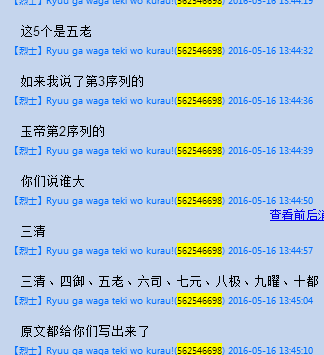 【烈士】Ryuu ga waga teki wo kurau!(562546698) 2016-05-16 13:44:19
这5个是五老
【烈士】Ryuu ga waga teki wo kurau!(562546698) 2016-05-16 13:44:32
如来我说了第3序列的
【烈士】Ryuu ga waga teki wo kurau!(562546698) 2016-05-16 13:44:36
玉帝第2序列的
【烈士】Ryuu ga waga teki wo kurau!(562546698) 2016-05-16 13:44:39
你们说谁大
【烈士】Ryuu ga waga teki wo kurau!(562546698) 2016-05-16 13:44:50
查看前后消
三清
【烈士】Ryuu ga waga teki wo kurau!(562546698) 2016-05-16 13:44:57
三清、四御、五老、六司、七元、八极、九曜、十都
【烈士】Ryuu ga waga teki wo kurau!(562546698) 2016-05-16 13:45:04
原文都给你们写出来了
【烈士】Ryuu ga waga teki wo kurau!(562546698) 2016-05-16 13:45:10